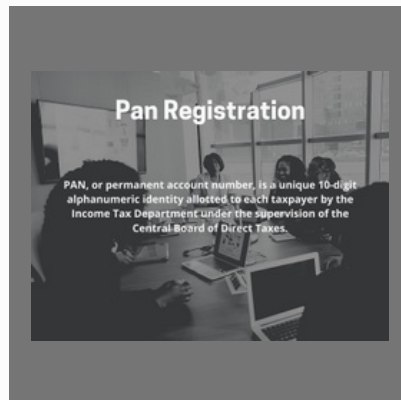 Pan Registration
PAN, or permanent account number, is a unique 10-digit
alphanumeric identity allotted to each taxpayer by the
Income Tax Department under the supervision of the
Central Board of Direct Taxes.